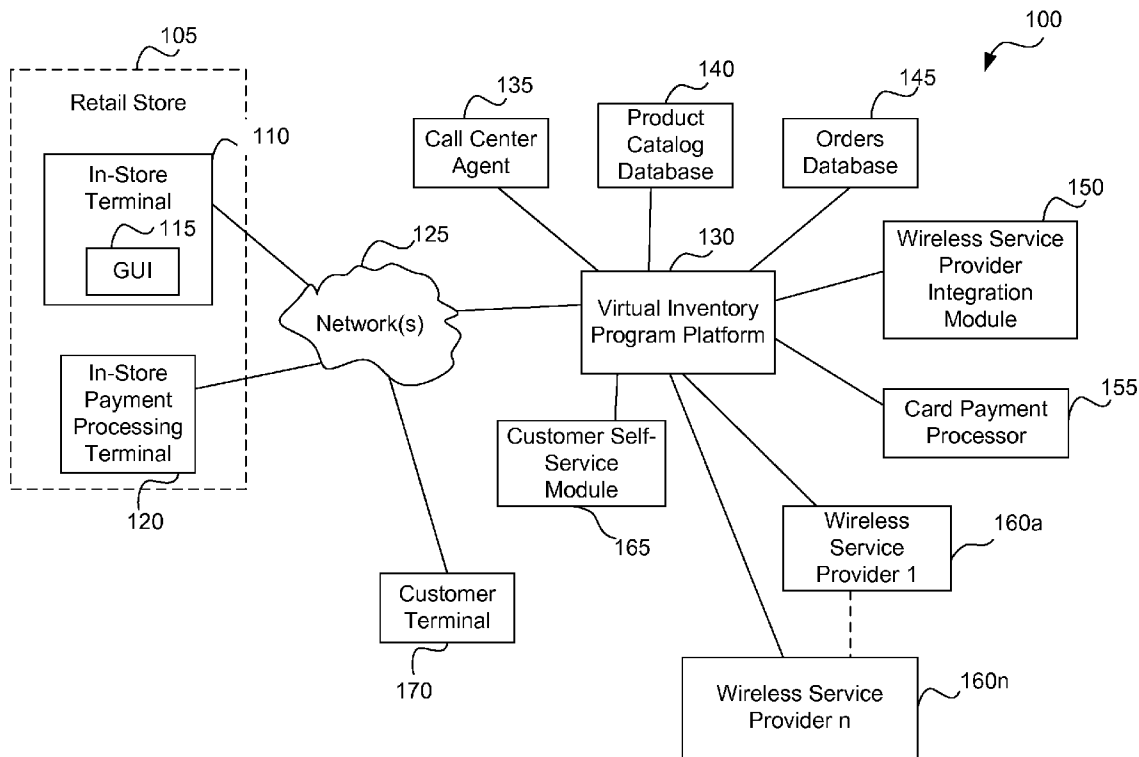 100
105
Retail Store
110
In-Store
Terminal
115
GUI
In-Store
Payment
Processing
Terminal
120
125
Network(s)
135
Call Center
Agent
140
Product
Catalog
Database
145
Orders
Database
130
Virtual Inventory
Program Platform
150
Wireless Service
Provider
Integration
Module
155
Card Payment
Processor
Customer Self-
Service
Module
165
Wireless
Service
Provider 1
160a
Customer
Terminal
170
Wireless Service
Provider n
160n